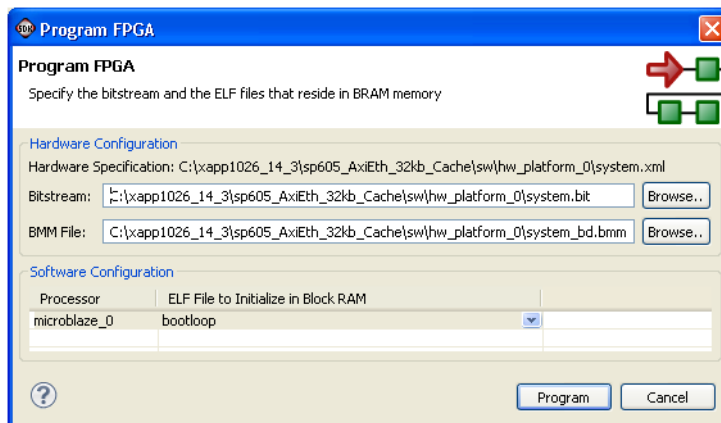 SDK Program FPGA
Program FPGA
Specify the bitstream and the ELF files that reside in BRAM memory
Hardware Configuration
Hardware Specification: C:\xapp1026_14_3\sp605_AxiEth_32kb_Cache\sw\hw_platform_0\system.xml
Bitstream: C:\xapp1026_14_3\sp605_AxiEth_32kb_Cache\sw\hw_platform_0\system.bit Browse..
BMM File: C:\xapp1026_14_3\sp605_AxiEth_32kb_Cache\sw\hw_platform_0\system_bd.bmm Browse..
Software Configuration
Processor ELF File to Initialize in Block RAM
microblaze_0 bootloop
? Program Cancel